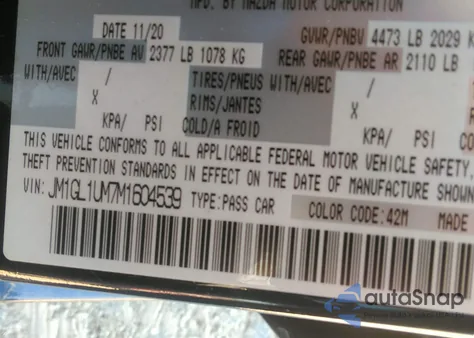 MFD. BY MAZDA MOTOR CORPORATION
DATE 11/20 GVWR/PNBV 4473 LB 2029 K
FRONT GAWR/PNBE AV 2377 LB 1078 KG REAR GAWR/PNBE AR 2110 LB
WITH/AVEC / TIRES/PNEUS WITH/AVEC /
X RIMS/JANTES X
KPA/ PSI COLD/A FROID KPA/ PSI
THIS VEHICLE CONFORMS TO ALL APPLICABLE FEDERAL MOTOR VEHICLE SAFETY,
THEFT PREVENTION STANDARDS IN EFFECT ON THE DATE OF MANUFACTURE SHOWN
VIN: JM1GL1UM7M1604539 TYPE:PASS CAR COLOR CODE:42M MADE
autaSnap